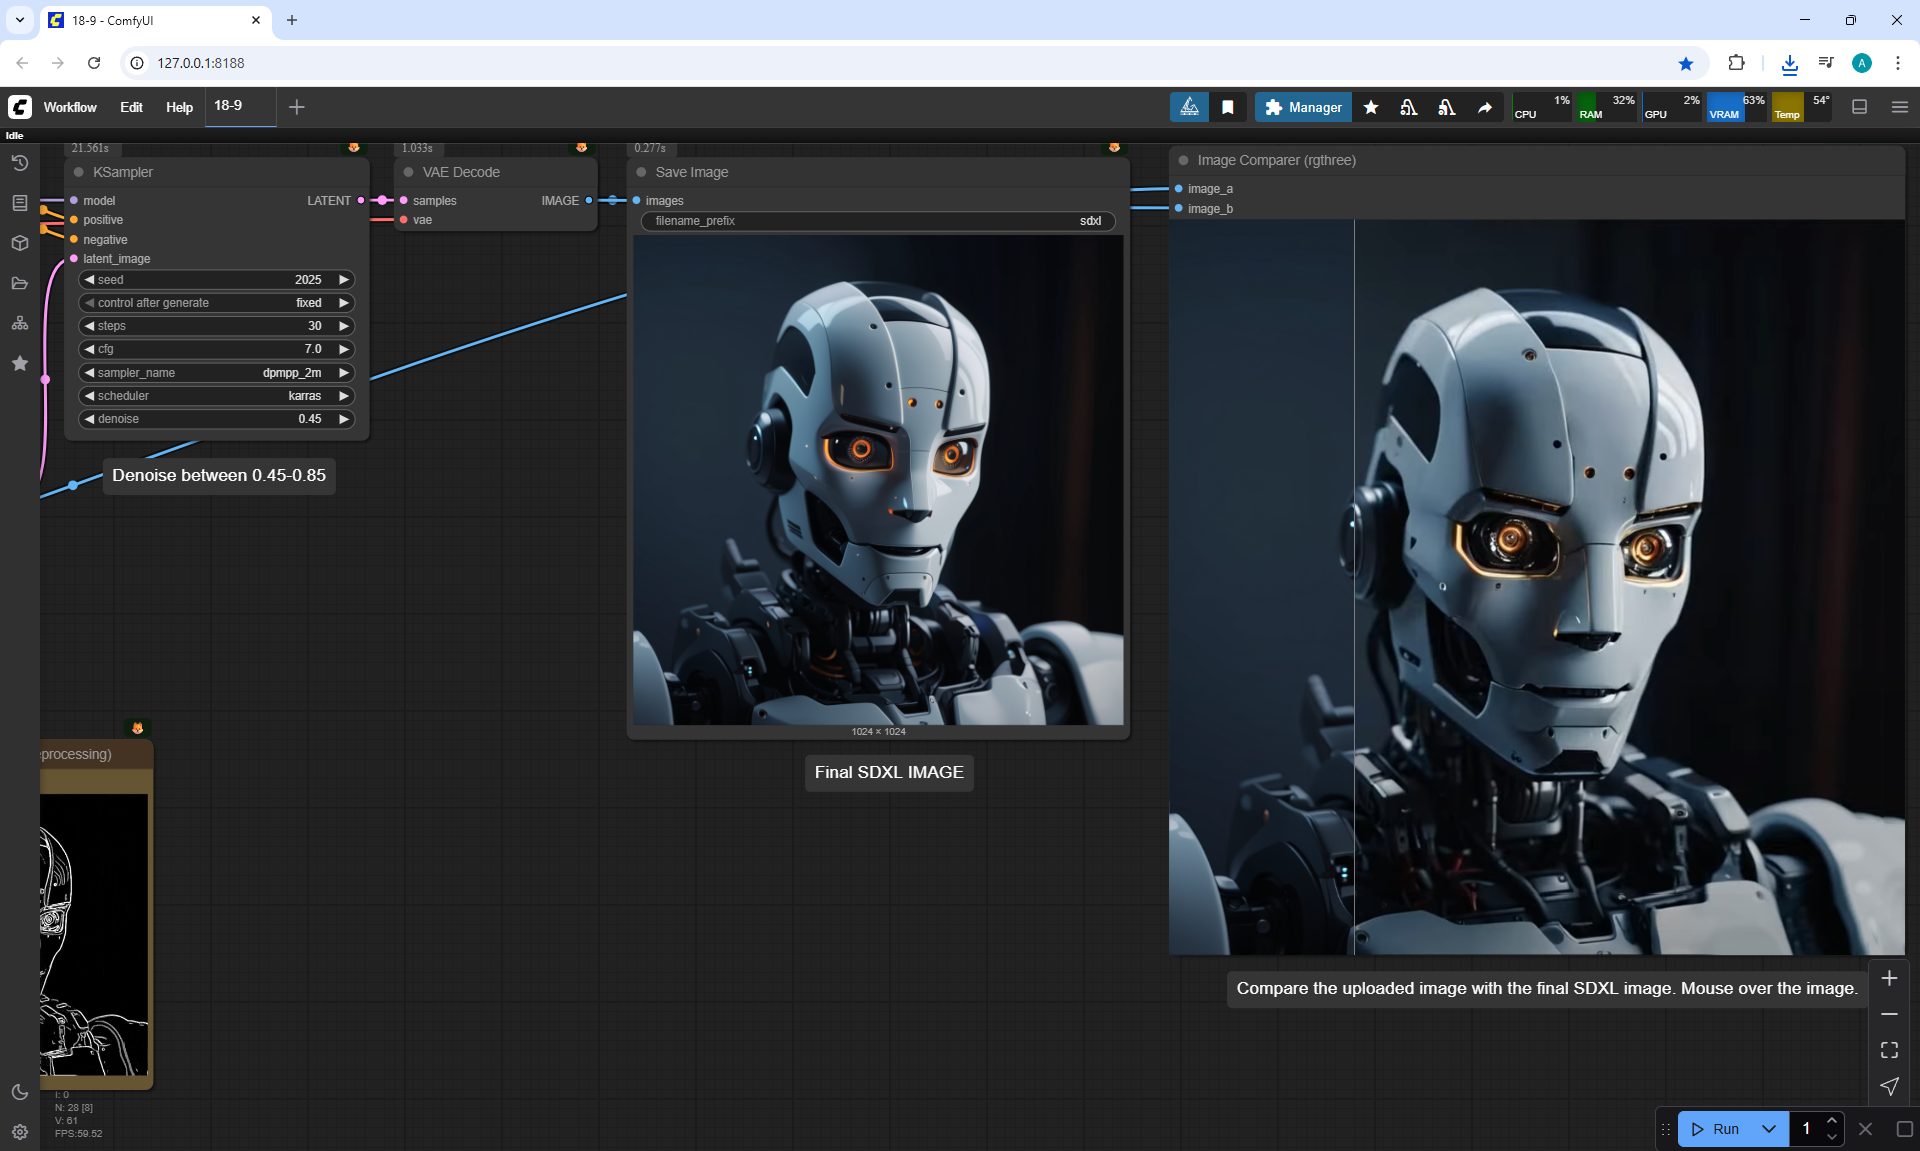 18-9 - ComfyUI
127.0.0.1:8188
A
Workflow
Edit
Help
18-9
Manager
CPU
1%
RAM
32%
GPU
2%
VRAM
63%
Temp
54°
Idle
21.561s
KSampler
model
LATENT
positive
negative
latent_image
seed
2025
control after generate
fixed
steps
30
cfg
7.0
sampler_name
dpmpp_2m
scheduler
karras
denoise
0.45
Denoise between 0.45-0.85
1.033s
VAE Decode
samples
IMAGE
vae
0.277s
Save Image
images
filename_prefix
sdxl
1024 × 1024
Final SDXL IMAGE
Image Comparer (rgthree)
image_a
image_b
Compare the uploaded image with the final SDXL image. Mouse over the image.
eprocessing)
I: 0
N: 28 [8]
V: 61
FPS:59.52
Run
1